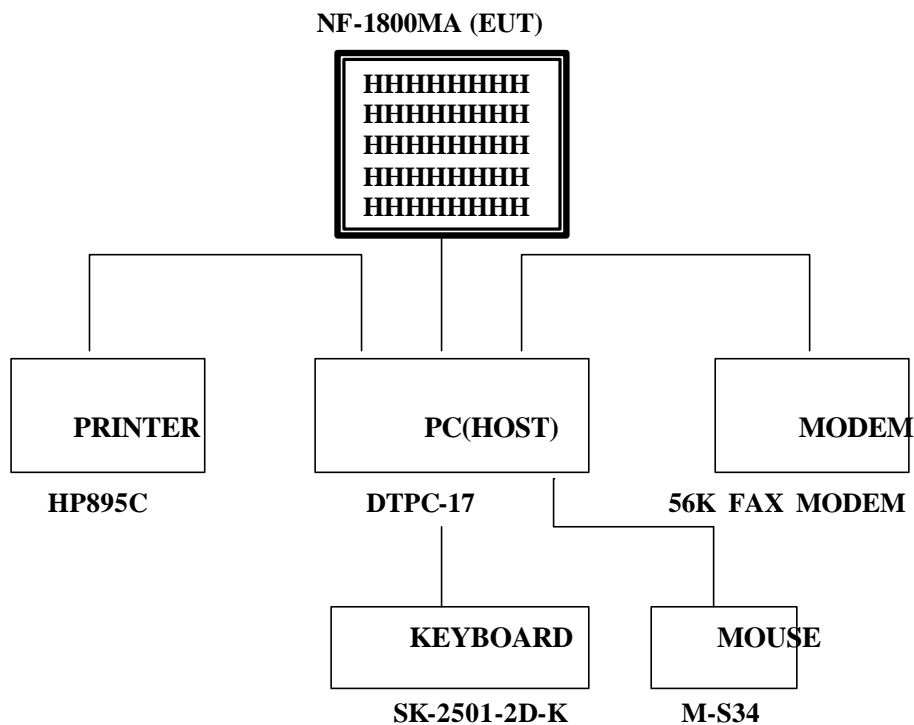 NF-1800MA (EUT)
HHHHHHHH
HHHHHHHH
HHHHHHHH
HHHHHHHH
HHHHHHHH
PRINTER
PC(HOST)
MODEM
HP895C
DTPC-17
56K FAX MODEM
KEYBOARD
MOUSE
SK-2501-2D-K
M-S34